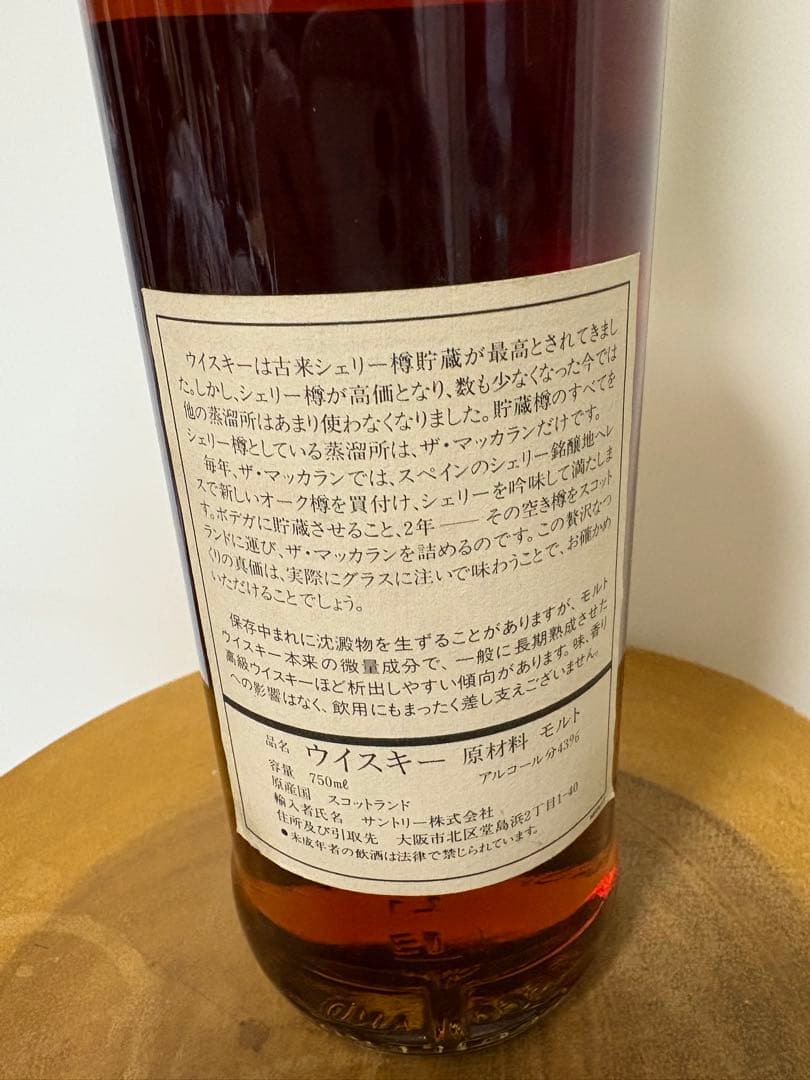 ウイスキーは古来シェリー樽貯蔵が最高とされてきまし
た。しかし、シェリー樽が高価となり、数も少なくなった今では
他の蒸溜所はあまり使わなくなりました。貯蔵樽のすべてを
シェリー樽としている蒸溜所は、ザ・マッカランだけです。
毎年、ザ・マッカランでは、スペインのシェリー銘醸地ヘレ
スで新しいオーク樽を買付け、シェリーを吟味して満たしま
す。ボデガに貯蔵させること、2年 ―― その空き樽をスコット
ランドに運び、ザ・マッカランを詰めるのです。この贅沢なつ
くりの真価は、実際にグラスに注いで味わうことで、お確かめ
いただけることでしょう。
保存中まれに沈澱物を生ずることがありますが、モルト
ウイスキー本来の微量成分で、一般に長期熟成させた
高級ウイスキーほど析出しやすい傾向があります。味、香り
への影響はなく、飲用にもまったく差し支えございません。
品名 ウイスキー 原材料 モルト
容量 750ml アルコール分43%
原産国 スコットランド
輸入者氏名 サントリー株式会社
住所及び引取先 大阪市北区堂島浜2丁目1-40
●未成年者の飲酒は法律で禁じられています。